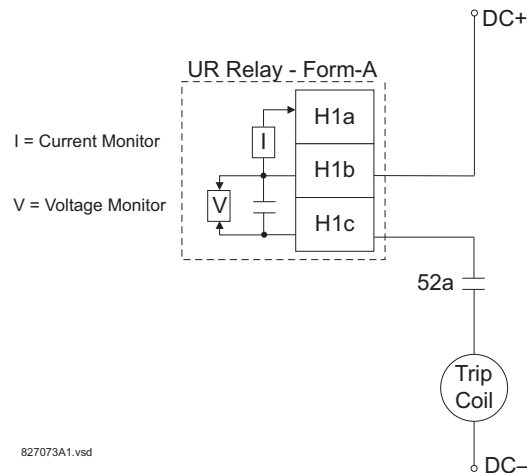 DC+
UR Relay - Form-A
I = Current Monitor
V = Voltage Monitor
I
V
H1a
H1b
H1c
52a
Trip
Coil
827073A1.vsd
DC–